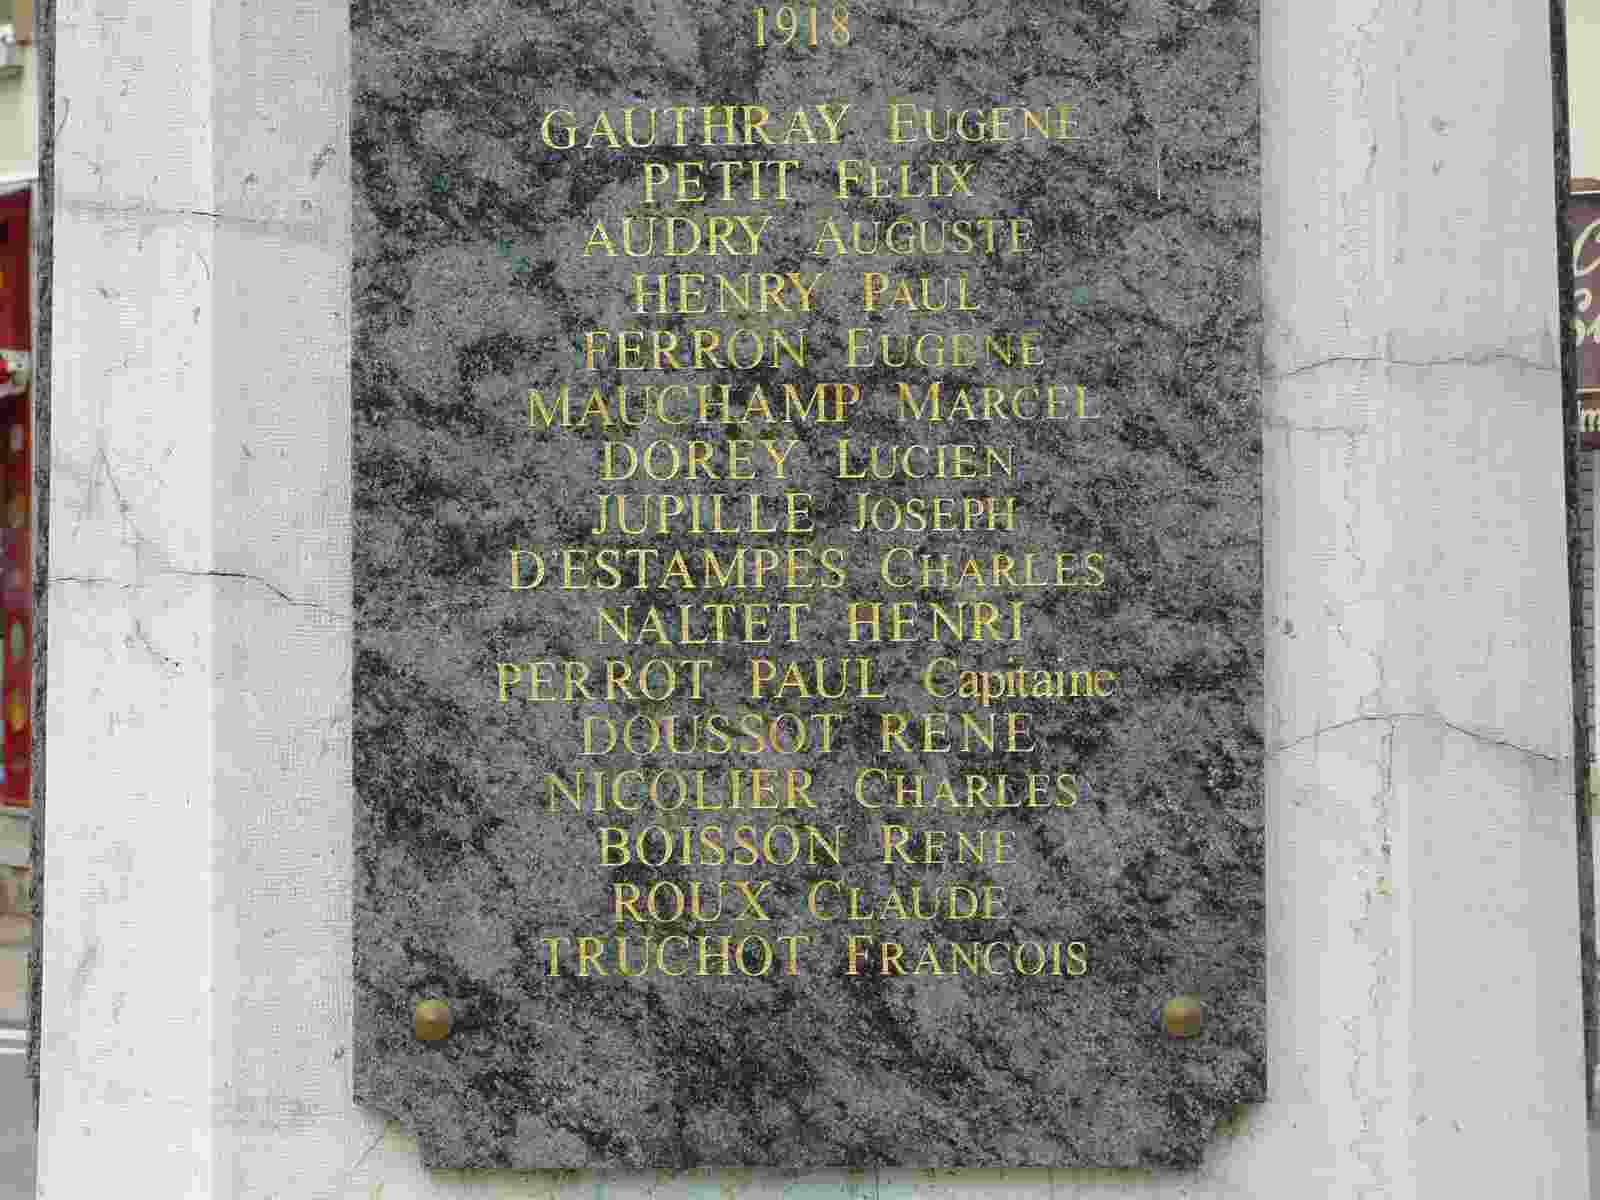 1918
GAUTHRAY EUGENE
PETIT FELIX
AUDRY AUGUSTE
HENRY PAUL
FERRON EUGENE
MAUCHAMP MARCEL
DOREY LUCIEN
JUPILLE JOSEPH
D'ESTAMPES CHARLES
NALTET HENRI
PERROT PAUL Capitaine
DOUSSOT RENE
NICOLIER CHARLES
BOISSON RENE
ROUX CLAUDE
TRUCHOT FRANCOIS